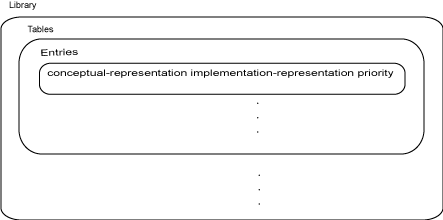 Library
Tables
Entries
conceptual-representation implementation-representation priority